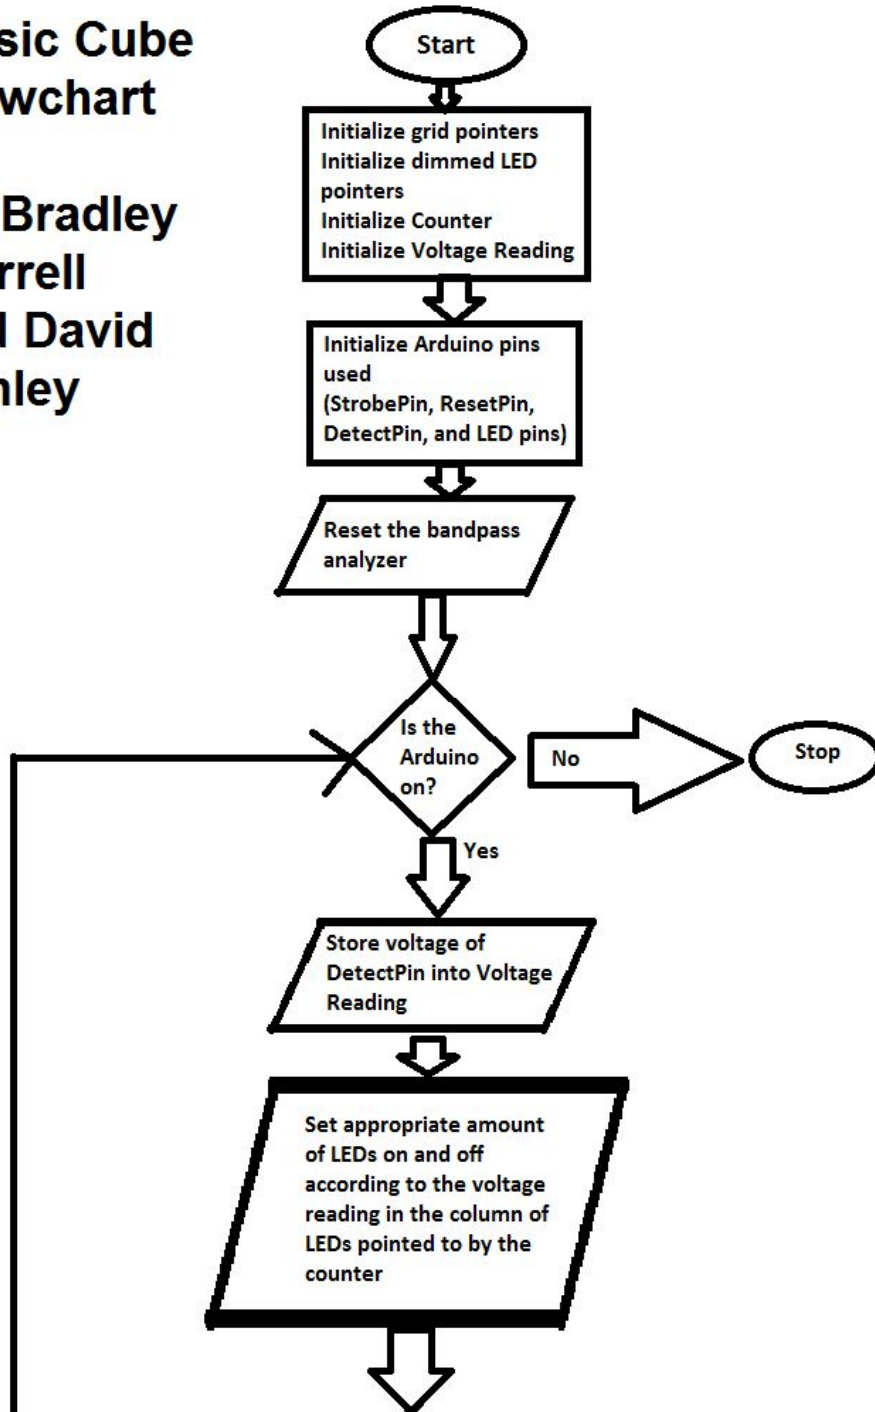 sic Cube
wchart
Bradley
rrell
David
nley
Start
Initialize grid pointers
Initialize dimmed LED
pointers
Initialize Counter
Initialize Voltage Reading
Initialize Arduino pins
used
(StrobePin, ResetPin,
DetectPin, and LED pins)
Reset the bandpass
analyzer
Is the
Arduino
on?
No
Stop
Yes
Store voltage of
DetectPin into Voltage
Reading
Set appropriate amount
of LEDs on and off
according to the voltage
reading in the column of
LEDs pointed to by the
counter